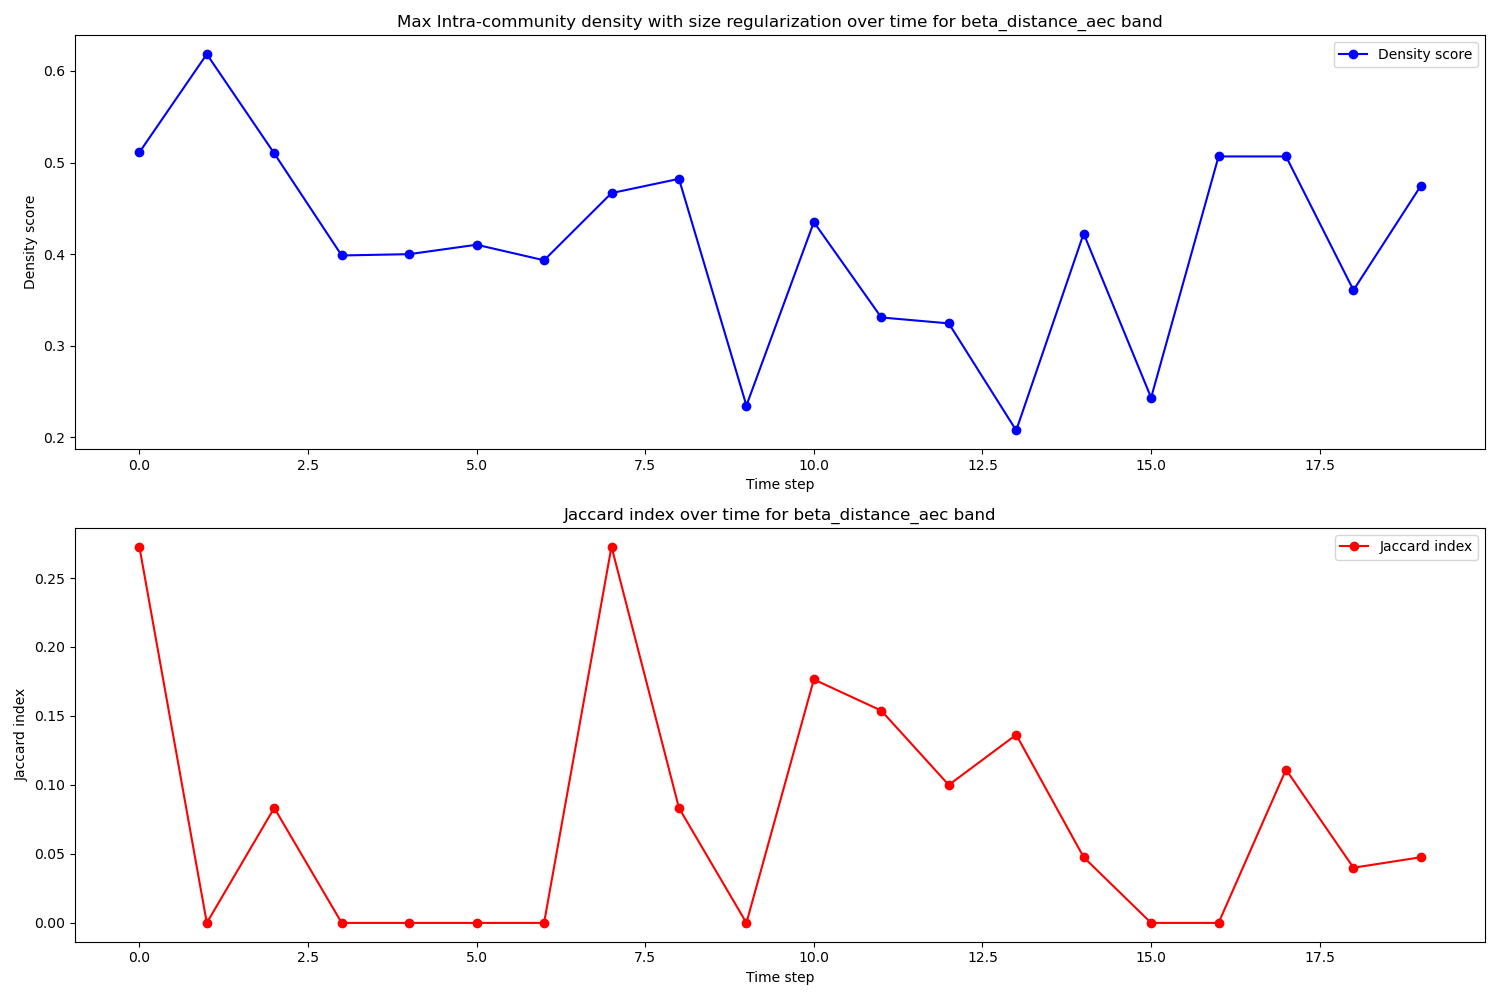 Max Intra-community density with size regularization over time for beta_distance_aec band
Density score
Density score
0.6
0.5
0.4
0.3
0.2
0.0 2.5 5.0 7.5 10.0 12.5 15.0 17.5
Time step
Jaccard index over time for beta_distance_aec band
Jaccard index
Jaccard index
0.25
0.20
0.15
0.10
0.05
0.00
0.0 2.5 5.0 7.5 10.0 12.5 15.0 17.5
Time step